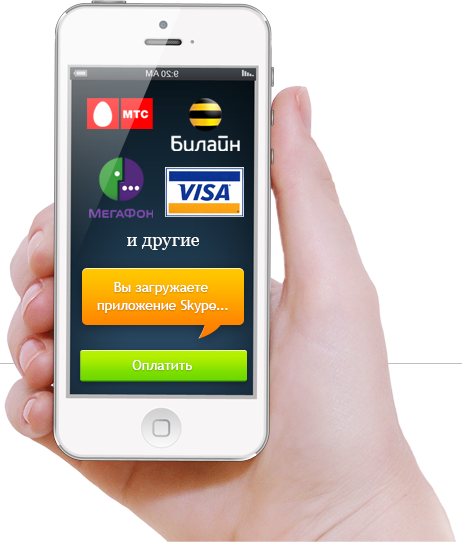 9:20 AM
МТС
Билайн
МЕГАФОН
VISA
и другие
Вы загружаете
приложение Skype...
Оплатить